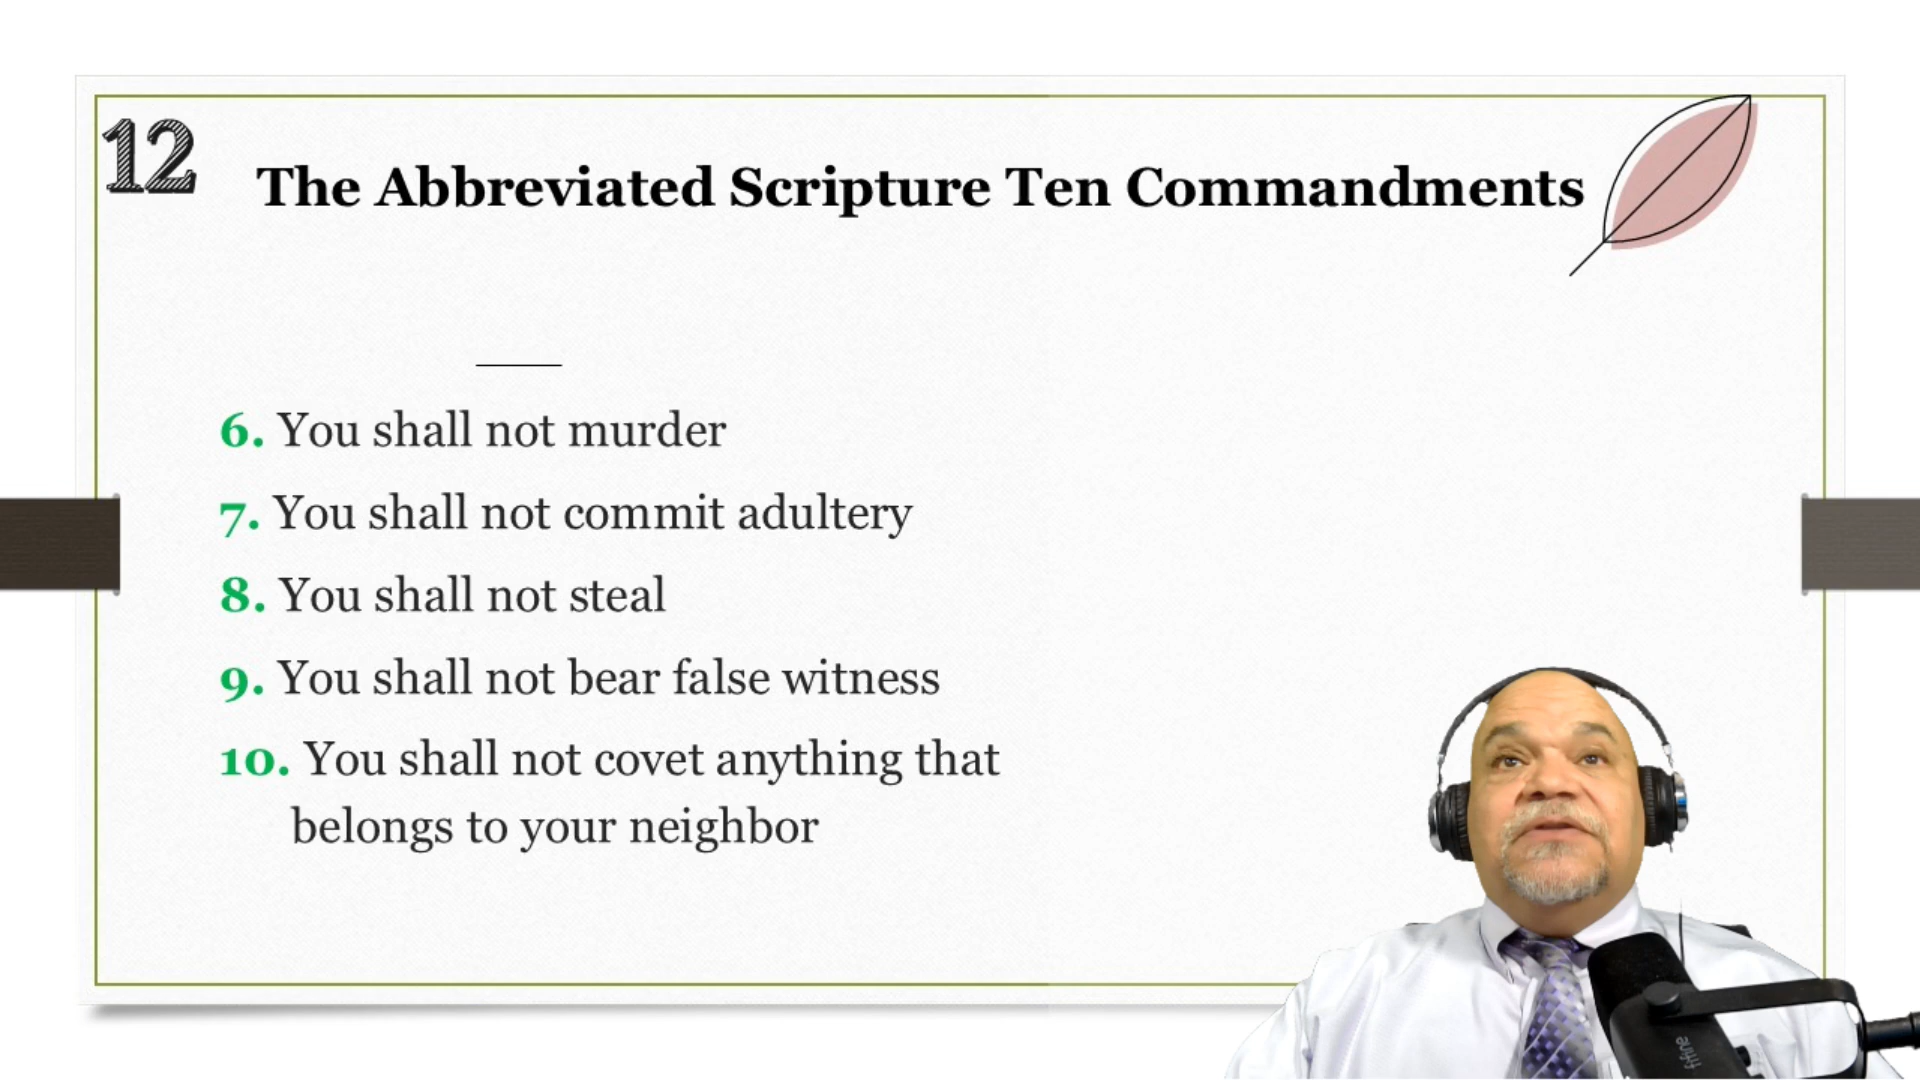 12
The Abbreviated Scripture Ten Commandments
6. You shall not murder
7. You shall not commit adultery
8. You shall not steal
9. You shall not bear false witness
10. You shall not covet anything that
belongs to your neighbor
fifine